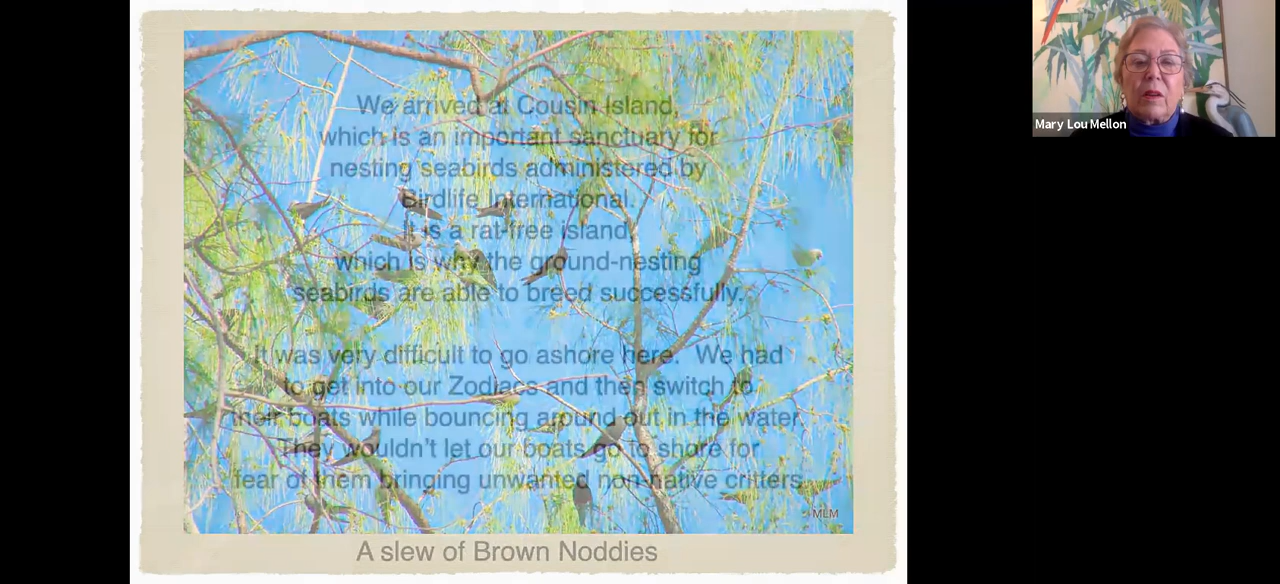 We arrived at Cousin Island,
which is an important sanctuary for
nesting seabirds administered by
Birdlife International.
It is a rat-free island,
which is why the ground-nesting
seabirds are able to breed successfully.
It was very difficult to go ashore here. We had
to get into our Zodiacs and then switch to
their boats while bouncing around out in the water.
They wouldn't let our boats go to shore for
fear of them bringing unwanted non-native critters.
MLM
A slew of Brown Noddies
Mary Lou Mellon